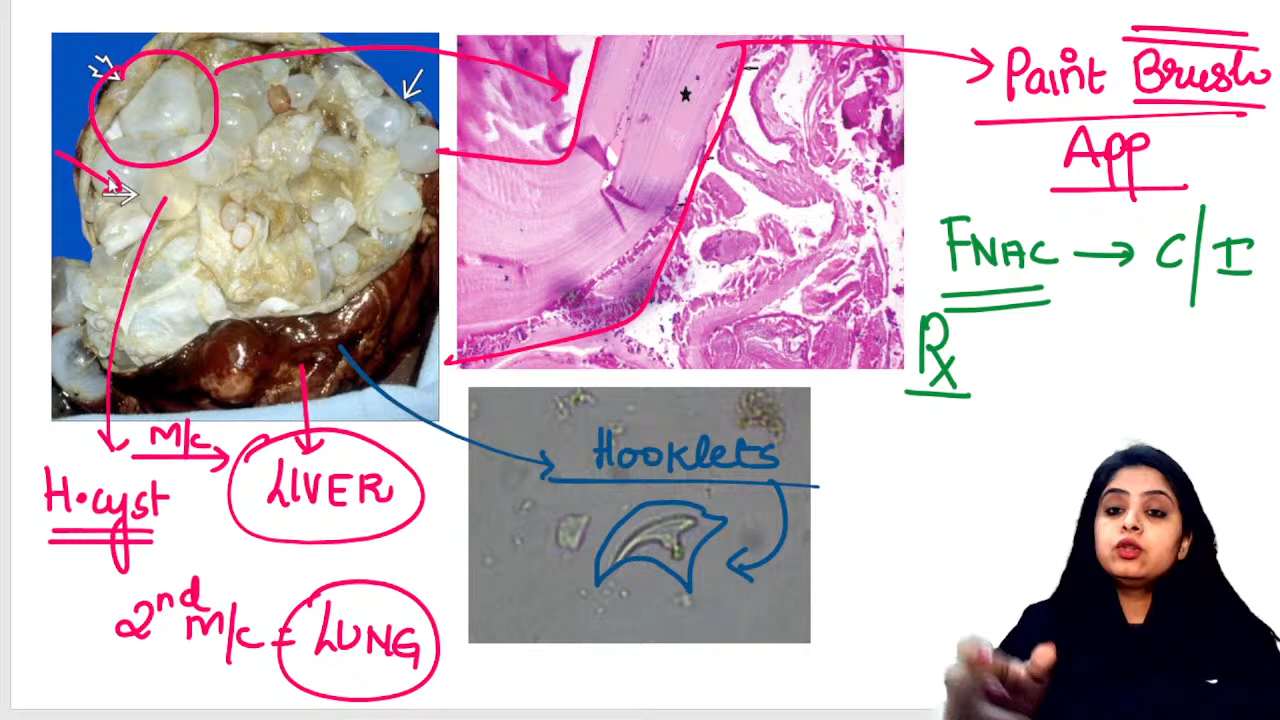 Paint Brush
App
FNAC → C/I
Rx
Hooklets
M/c
H.cyst
LIVER
2nd M/c = LUNG